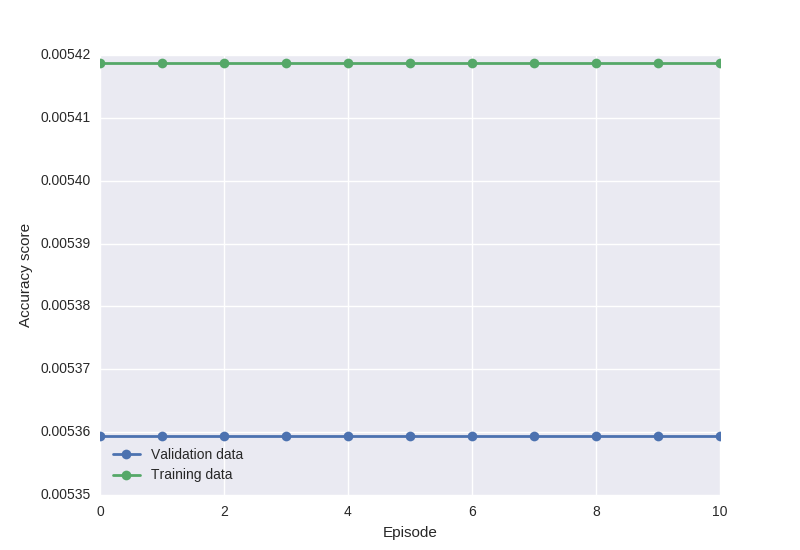 0.00542
0.00541
0.00540
0.00539
0.00538
0.00537
0.00536
0.00535
Accuracy score
Validation data
Training data
0 2 4 6 8 10
Episode